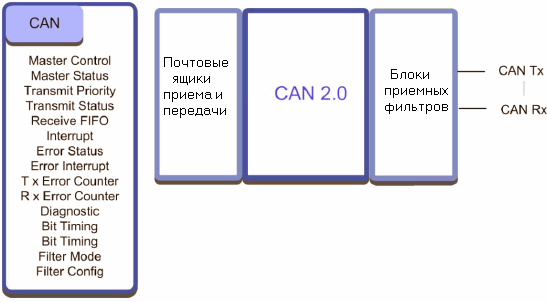 CAN
Master Control
Master Status
Transmit Priority
Transmit Status
Receive FIFO
Interrupt
Error Status
Error Interrupt
T x Error Counter
R x Error Counter
Diagnostic
Bit Timing
Bit Timing
Filter Mode
Filter Config
Почтовые
ящики
приема и
передачи
CAN 2.0
Блоки
приемных
фильтров
CAN Tx
CAN Rx